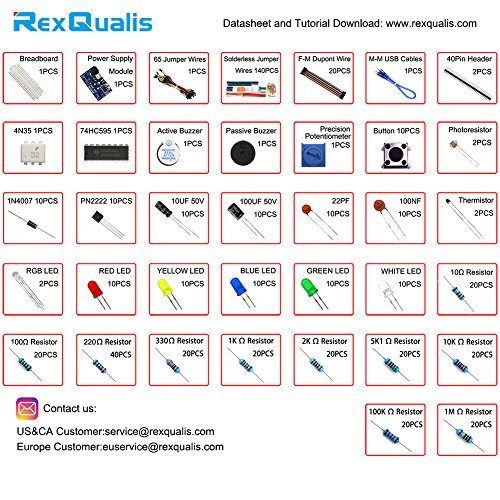 RexQualis
Datasheet and Tutorial Download: www.rexqualis.com
Breadboard
1PCS
Power Supply
Module
1PCS
65 Jumper Wires
1PCS
Solderless Jumper
Wires 140PCS
F-M Dupont Wire
20PCS
M-M USB Cables
1PCS
40Pin Header
2PCS
4N35 1PCS
74HC595 1PCS
Active Buzzer
1PCS
Passive Buzzer
1PCS
Precision
Potentiometer
1PCS
Button 10PCS
Photoresistor
2PCS
1N4007 10PCS
PN2222 10PCS
10UF 50V
10PCS
100UF 50V
10PCS
22PF
10PCS
100NF
10PCS
Thermistor
2PCS
RGB LED
2PCS
RED LED
10PCS
YELLOW LED
10PCS
BLUE LED
10PCS
GREEN LED
10PCS
WHITE LED
10PCS
10Ω Resistor
20PCS
100Ω Resistor
20PCS
220Ω Resistor
40PCS
330Ω Resistor
20PCS
1K Ω Resistor
20PCS
2K Ω Resistor
20PCS
5K1 Ω Resistor
20PCS
10K Ω Resistor
20PCS
Contact us:
US&CA Customer:service@rexqualis.com
Europe Customer:euservice@rexqualis.com
100K Ω Resistor
20PCS
1M Ω Resistor
20PCS